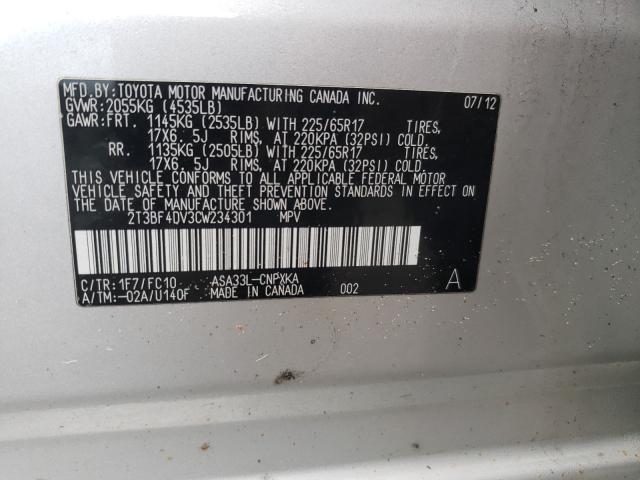 MFD.BY:TOYOTA MOTOR MANUFACTURING CANADA INC. 07/12
GVWR:2055KG (4535LB)
GAWR:FRT. 1145KG (2535LB) WITH 225/65R17 TIRES,
17X6. 5J RIMS, AT 220KPA (32PSI) COLD.
RR. 1135KG (2505LB) WITH 225/65R17 TIRES,
17X6. 5J RIMS, AT 220KPA (32PSI) COLD.
THIS VEHICLE CONFORMS TO ALL APPLICABLE FEDERAL MOTOR
VEHICLE SAFETY AND THEFT PREVENTION STANDARDS IN EFFECT ON
THE DATE OF MANUFACTURE SHOWN ABOVE.
2T3BF4DV3CW234301 MPV
C/TR:1F7/FC10 ASA33L-CNPXKA A
A/TM:-02A/U140F MADE IN CANADA 002